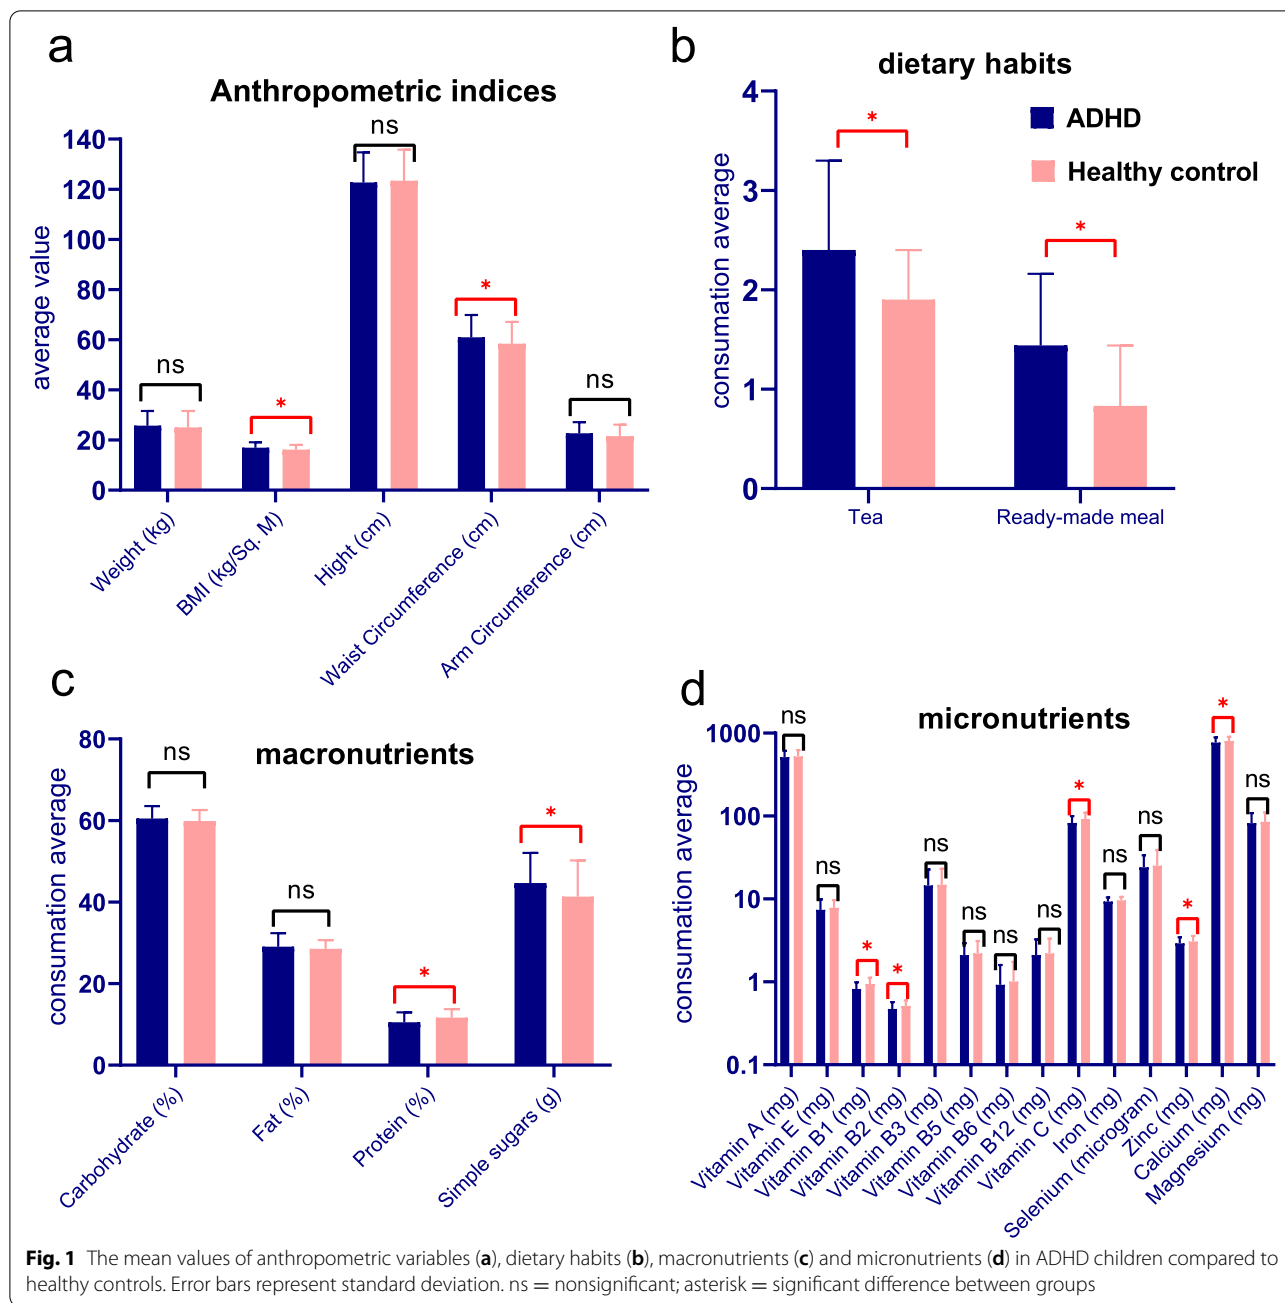 a
Anthropometric indices
average value
140
120
100
80
60
40
20
0
ns
*
ns
*
ns
Weight (kg)
BMI (kg/Sq. M)
Hight (cm)
Waist Circumference (cm)
Arm Circumference (cm)
b
dietary habits
ADHD
Healthy control
consumation average
4
3
2
1
0
*
*
Tea
Ready-made meal
c
macronutrients
consumation average
80
60
40
20
0
ns
ns
*
*
Carbohydrate (%)
Fat (%)
Protein (%)
Simple sugars (g)
d
micronutrients
consumation average
1000
100
10
1
0.1
ns
ns
*
*
ns
ns
ns
ns
*
ns
ns
*
*
ns
Vitamin A (mg)
Vitamin E (mg)
Vitamin B1 (mg)
Vitamin B2 (mg)
Vitamin B3 (mg)
Vitamin B5 (mg)
Vitamin B6 (mg)
Vitamin B12 (mg)
Vitamin C (mg)
Iron (mg)
Selenium (microgram)
Zinc (mg)
Calcium (mg)
Magnesium (mg)
Fig. 1 The mean values of anthropometric variables (a), dietary habits (b), macronutrients (c) and micronutrients (d) in ADHD children compared to
healthy controls. Error bars represent standard deviation. ns = nonsignificant; asterisk = significant difference between groups